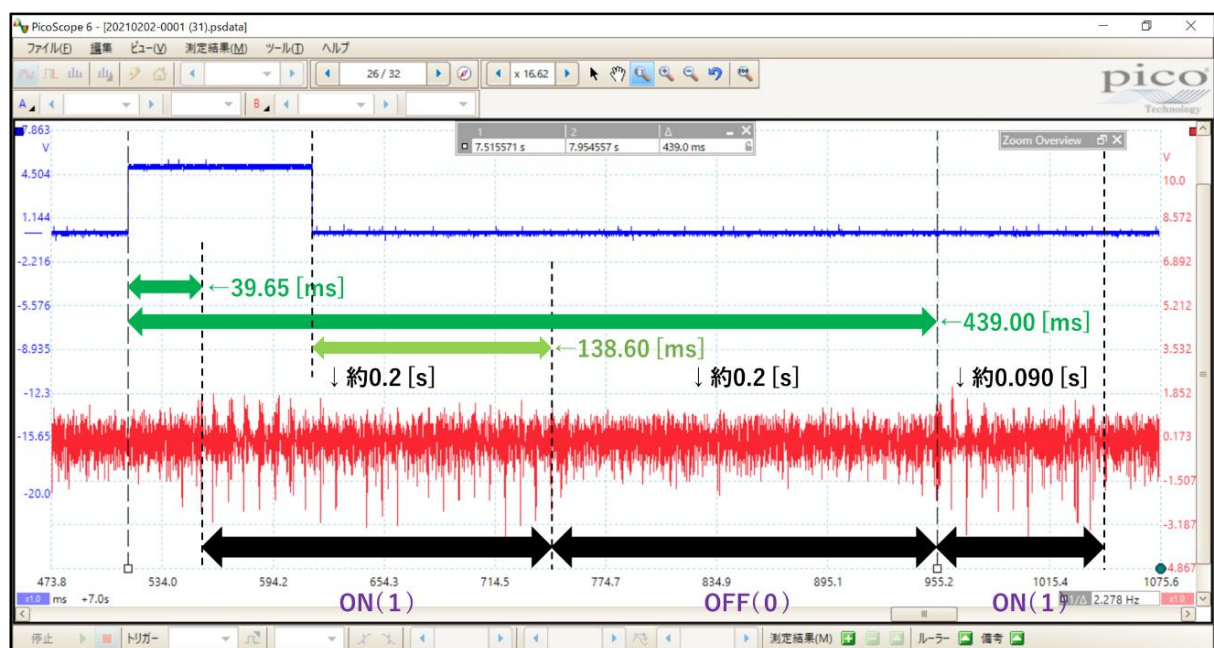 PicoScope 6 - [20210202-0001 (31).psdata]
ファイル(F) 編集 ビュー(V) 測定結果(M) ツール(T) ヘルプ
26 / 32 x 16.62
pico
Technology
A B
1 2 Δ
7.515571 s 7.954557 s 439.0 ms
Zoom Overview
7.863
V
4.504
1.144
-2.216
-5.576
-8.935
-12.3
-15.65
-20.0
V
10.0
8.572
6.892
5.212
3.532
1.852
0.173
-1.507
-3.187
-4.867
←39.65 [ms]
←439.00 [ms]
←138.60 [ms]
↓約0.2 [s] ↓約0.2 [s] ↓約0.090 [s]
473.8 534.0 594.2 654.3 714.5 774.7 834.9 895.1 955.2 1015.4 1075.6
x1.0 ms +7.0s 1/Δ 2.278 Hz x1.0
ON(1) OFF(0) ON(1)
停止 トリガー 測定結果(M) ルーラー 備考